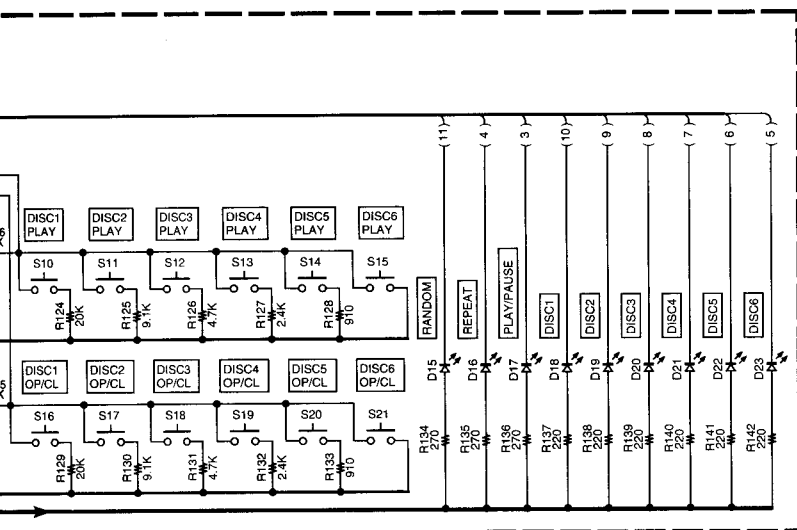 (11)
(4)
(3)
(10)
(9)
(8)
(7)
(6)
(5)
DISC1 PLAY
DISC2 PLAY
DISC3 PLAY
DISC4 PLAY
DISC5 PLAY
DISC6 PLAY
S10
S11
S12
S13
S14
S15
R124 20K
R125 9.1K
R126 4.7K
R127 2.4K
R128 910
RANDOM
REPEAT
PLAY/PAUSE
DISC1
DISC2
DISC3
DISC4
DISC5
DISC6
D15
D16
D17
D18
D19
D20
D21
D22
D23
DISC1 OP/CL
DISC2 OP/CL
DISC3 OP/CL
DISC4 OP/CL
DISC5 OP/CL
DISC6 OP/CL
S16
S17
S18
S19
S20
S21
R129 20K
R130 9.1K
R131 4.7K
R132 2.4K
R133 910
R134 270
R135 270
R136 270
R137 220
R138 220
R139 220
R140 220
R141 220
R142 220